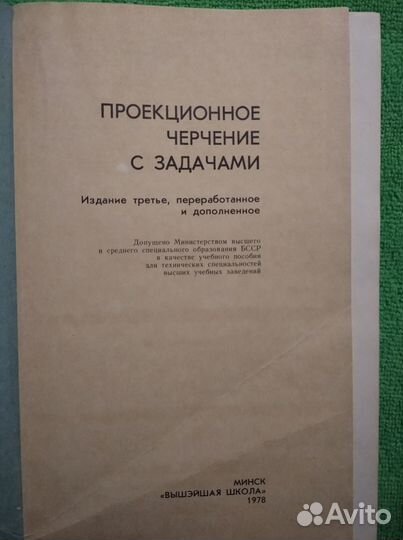 ПРОЕКЦИОННОЕ
ЧЕРЧЕНИЕ
С ЗАДАЧАМИ
Издание третье, переработанное
и дополненное
Допущено Министерством высшего
и среднего специального образования БССР
в качестве учебного пособия
для технических специальностей
высших учебных заведений
МИНСК
«ВЫШЭЙШАЯ ШКОЛА»
1978
Avito